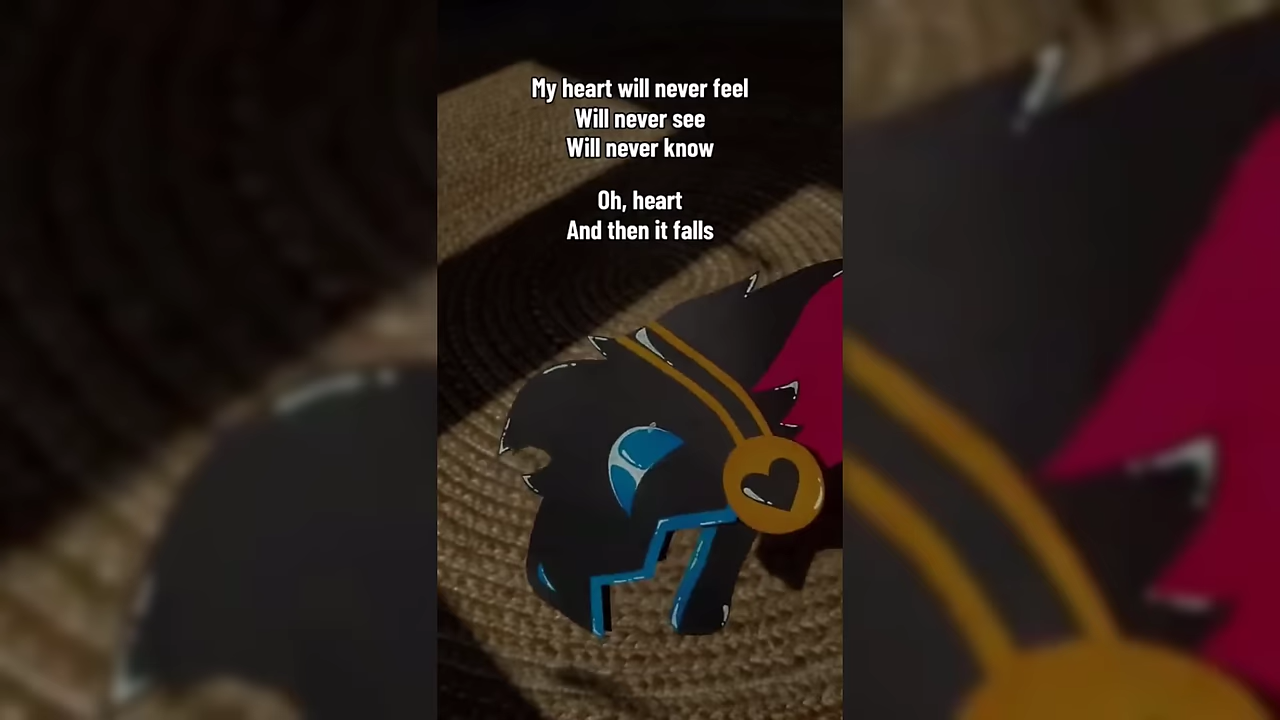 My heart will never feel
Will never see
Will never know
Oh, heart
And then it falls